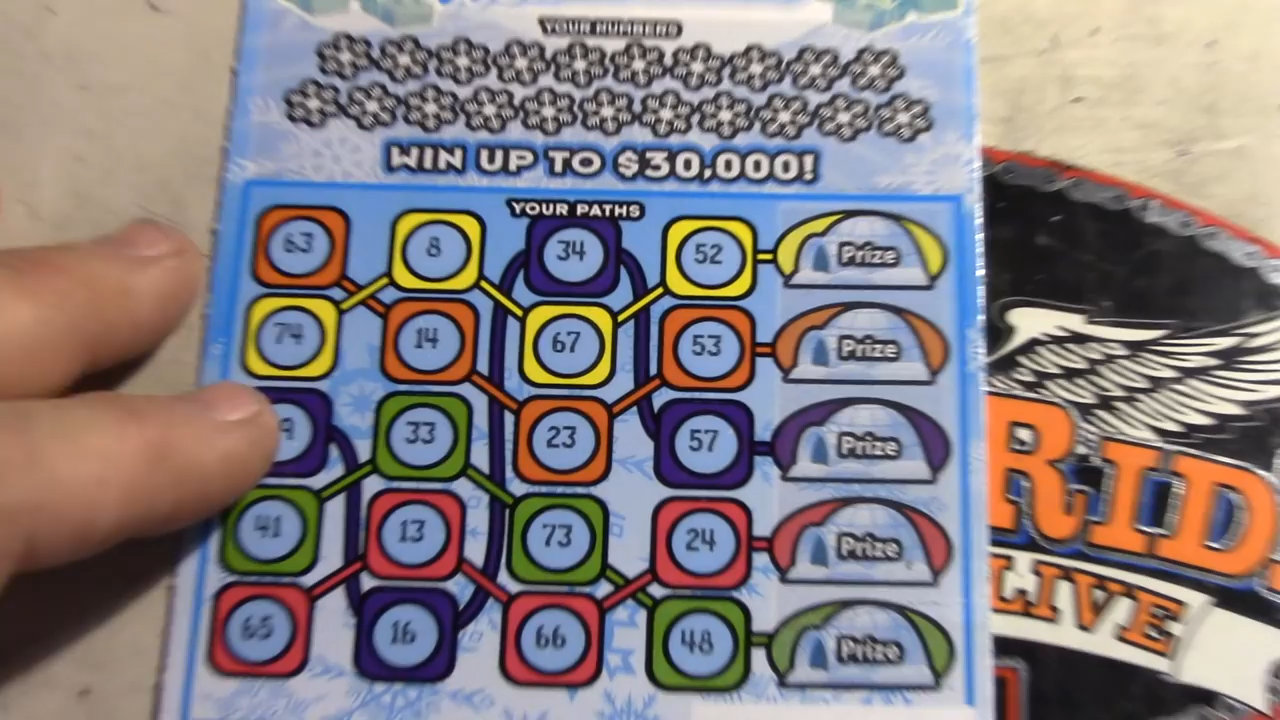 YOUR NUMBERS
WIN UP TO $30,000!
YOUR PATHS
63 8 34 52 Prize
74 14 67 53 Prize
9 33 23 57 Prize
41 13 73 24 Prize
65 16 66 48 Prize
RID
LIVE